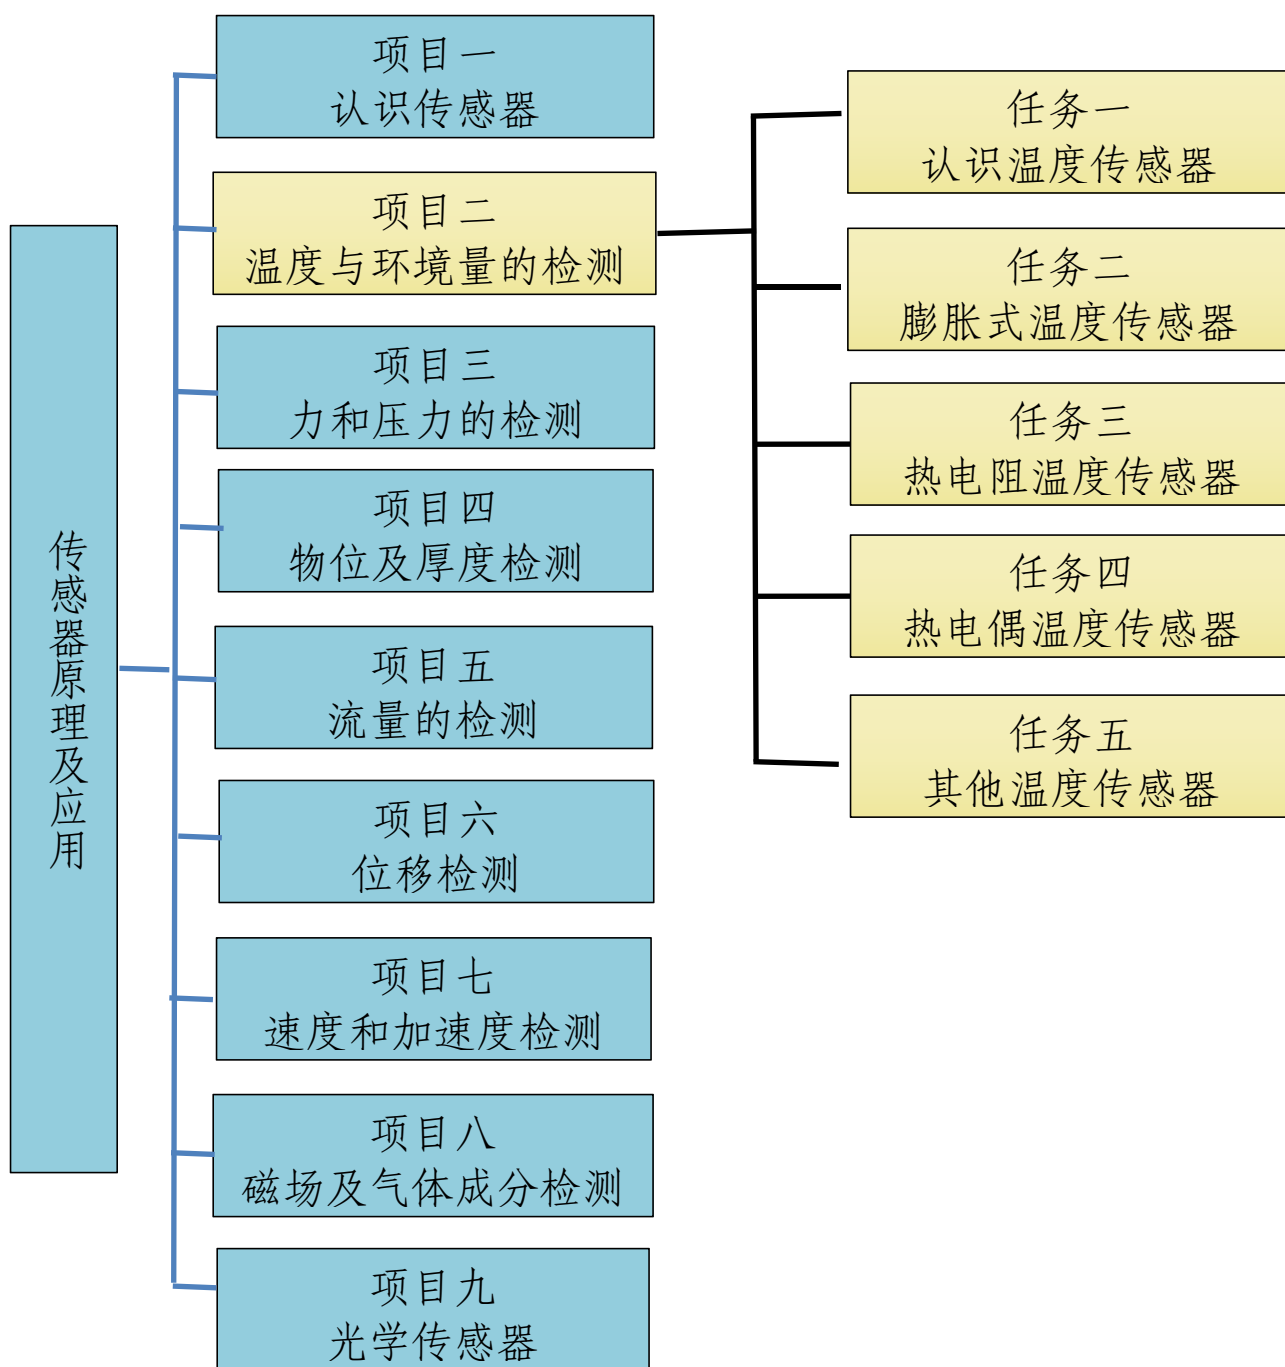 传感器原理及应用
项目一
认识传感器
项目二
温度与环境量的检测
项目三
力和压力的检测
项目四
物位及厚度检测
项目五
流量的检测
项目六
位移检测
项目七
速度和加速度检测
项目八
磁场及气体成分检测
项目九
光学传感器
任务一
认识温度传感器
任务二
膨胀式温度传感器
任务三
热电阻温度传感器
任务四
热电偶温度传感器
任务五
其他温度传感器